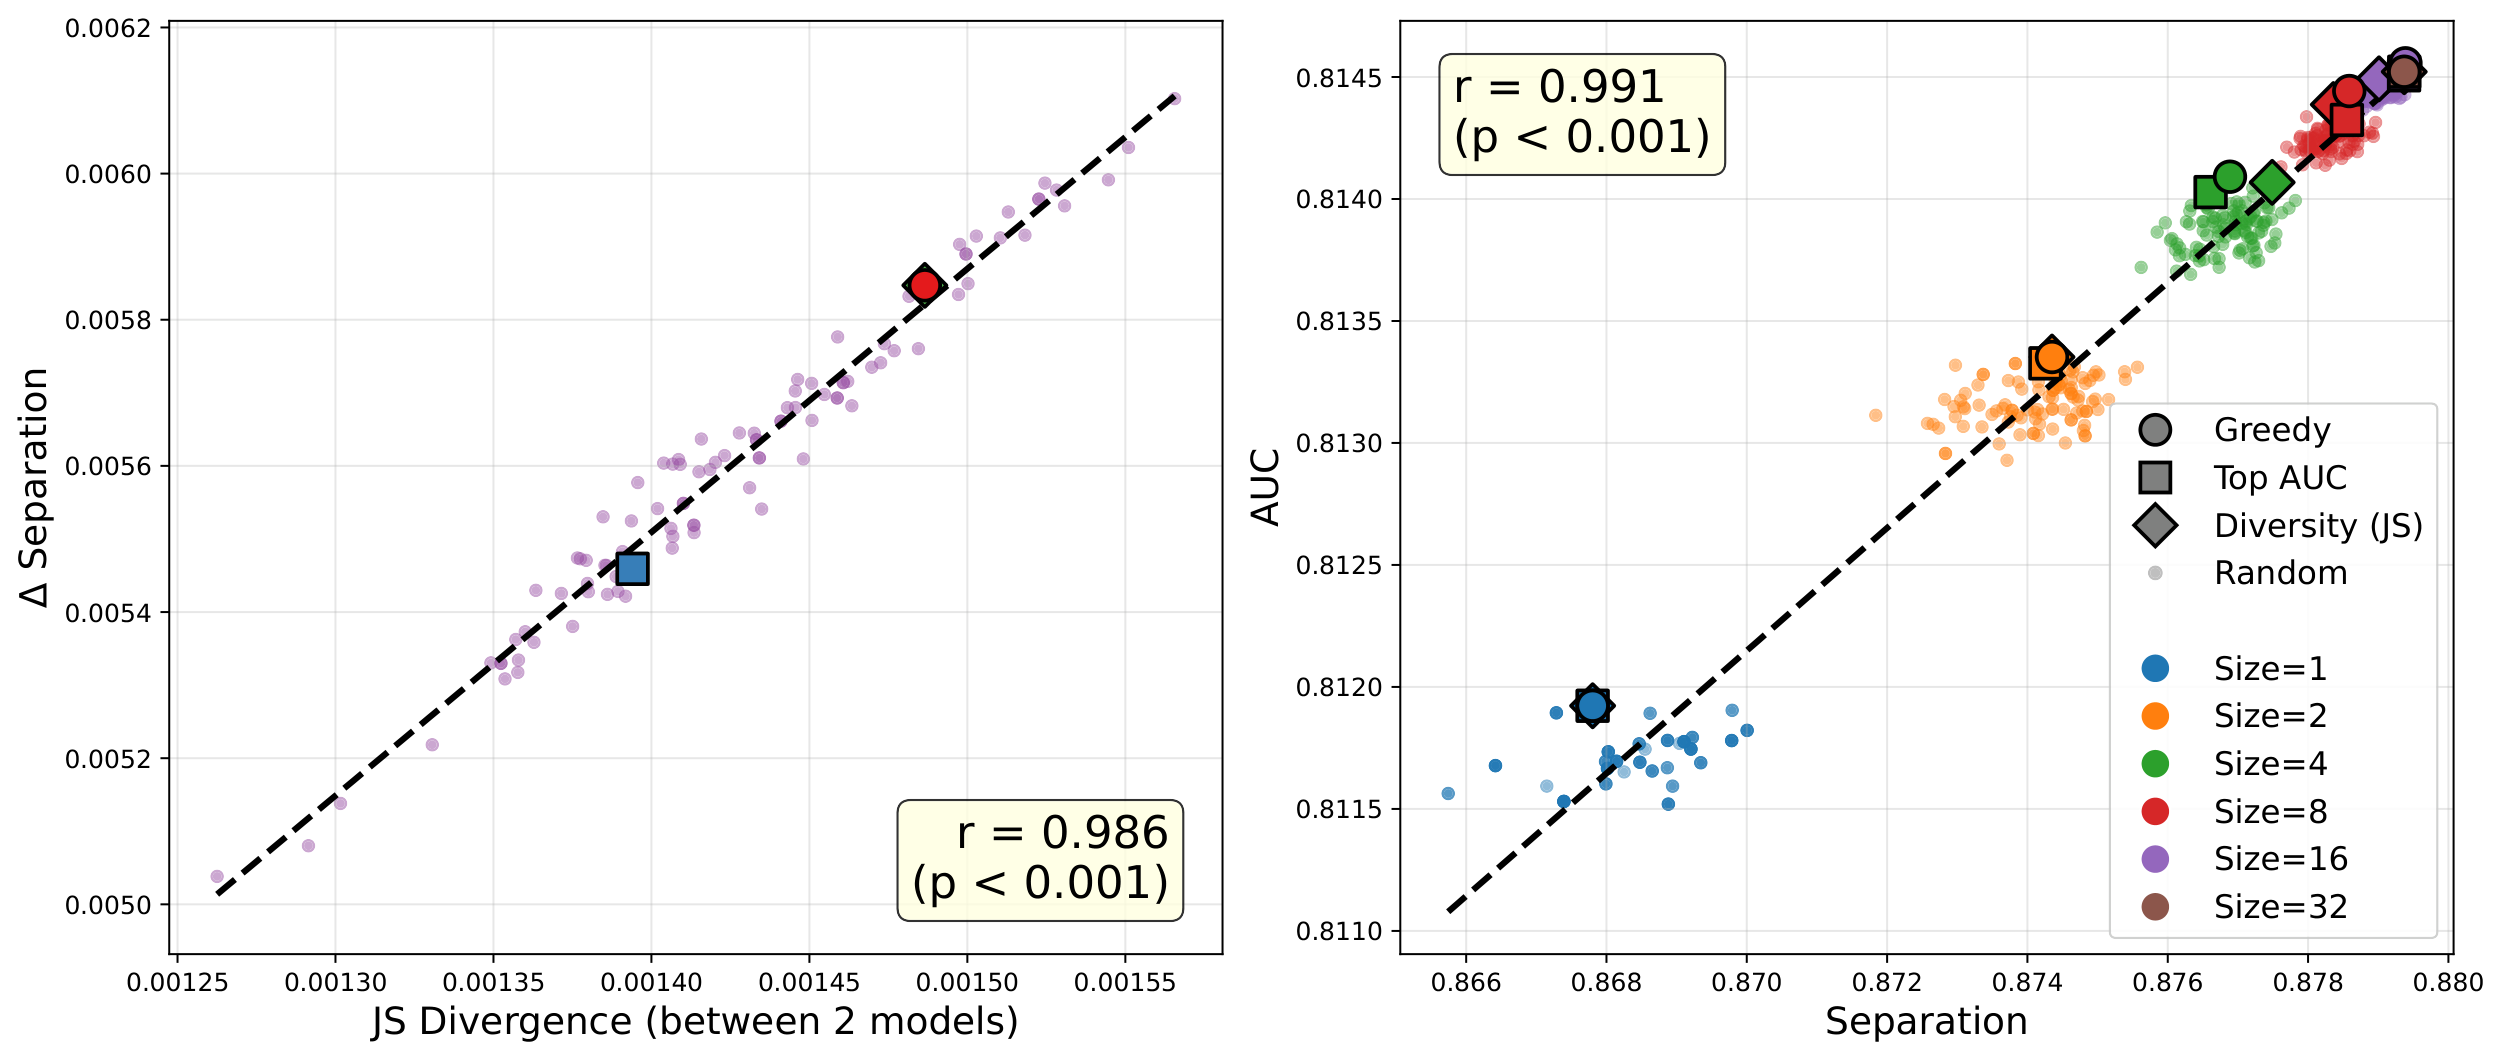 0.0062
0.0060
0.0058
0.0056
0.0054
0.0052
0.0050
Δ Separation
0.00125 0.00130 0.00135 0.00140 0.00145 0.00150 0.00155
JS Divergence (between 2 models)
r = 0.986
(p < 0.001)
0.8145
0.8140
0.8135
0.8130
0.8125
0.8120
0.8115
0.8110
AUC
0.866 0.868 0.870 0.872 0.874 0.876 0.878 0.880
Separation
r = 0.991
(p < 0.001)
Greedy
Top AUC
Diversity (JS)
Random
Size=1
Size=2
Size=4
Size=8
Size=16
Size=32